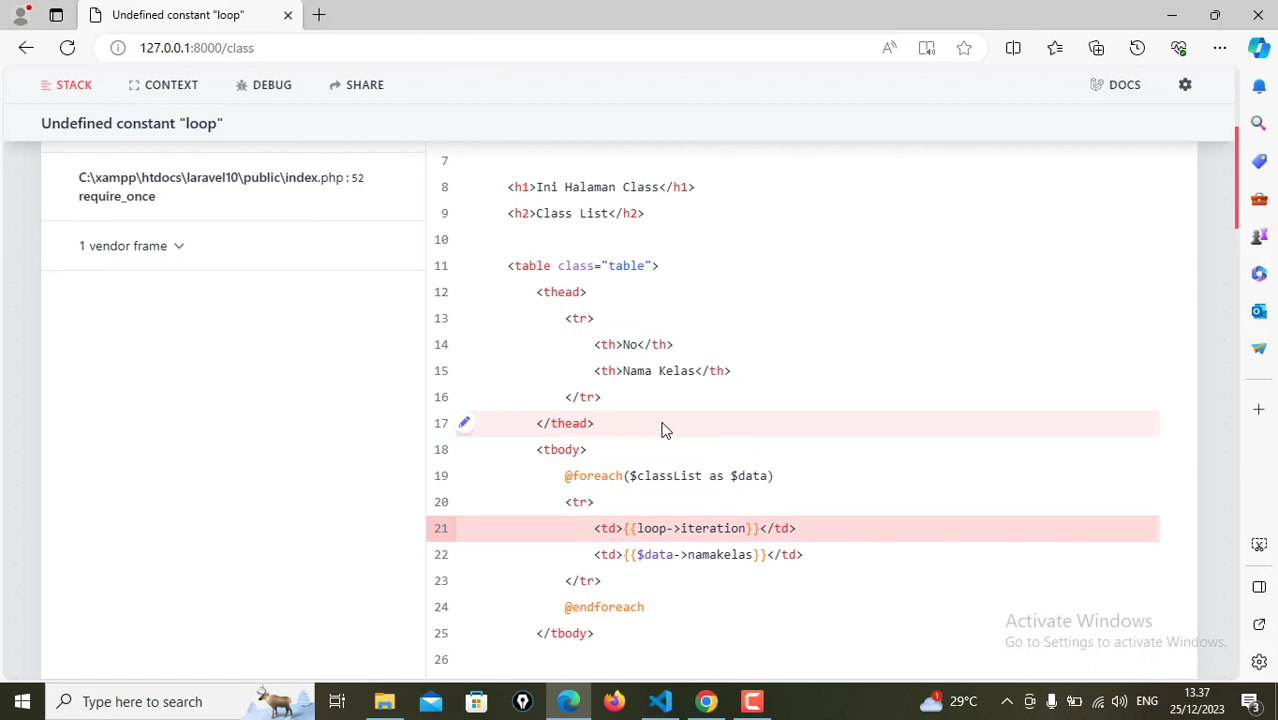 Undefined constant "loop"
127.0.0.1:8000/class
STACK
CONTEXT
DEBUG
SHARE
DOCS
Undefined constant "loop"
C:\xampp\htdocs\laravel10\public\index.php : 52
require_once
1 vendor frame
7
8 <h1>Ini Halaman Class</h1>
9 <h2>Class List</h2>
10
11 <table class="table">
12 <thead>
13 <tr>
14 <th>No</th>
15 <th>Nama Kelas</th>
16 </tr>
17 </thead>
18 <tbody>
19 @foreach($classList as $data)
20 <tr>
21 <td>{{loop->iteration}}</td>
22 <td>{{$data->namakelas}}</td>
23 </tr>
24 @endforeach
25 </tbody>
26
Activate Windows
Go to Settings to activate Windows.
Type here to search
1
29°C
ENG
13.37
25/12/2023
3